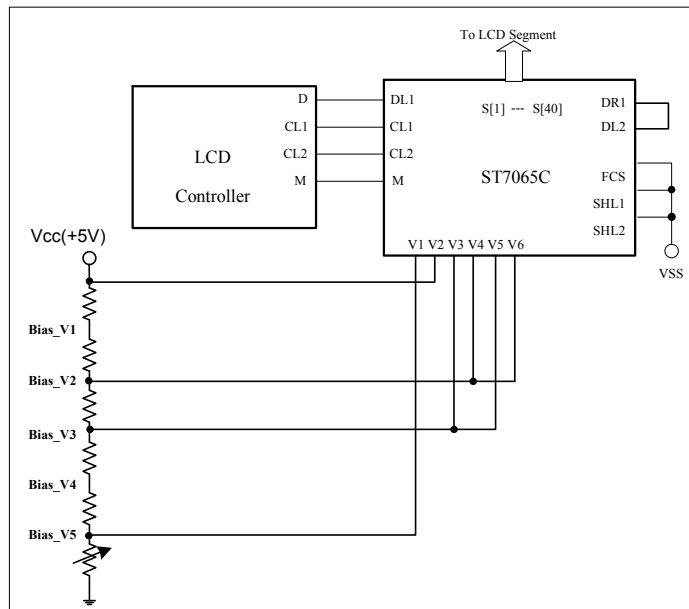 To LCD Segment
D
CL1
CL2
M
LCD
Controller
DL1
CL1
CL2
M
S[1] --- S[40]
ST7065C
DR1
DL2
FCS
SHL1
SHL2
V1 V2 V3 V4 V5 V6
VSS
Vcc(+5V)
Bias_V1
Bias_V2
Bias_V3
Bias_V4
Bias_V5